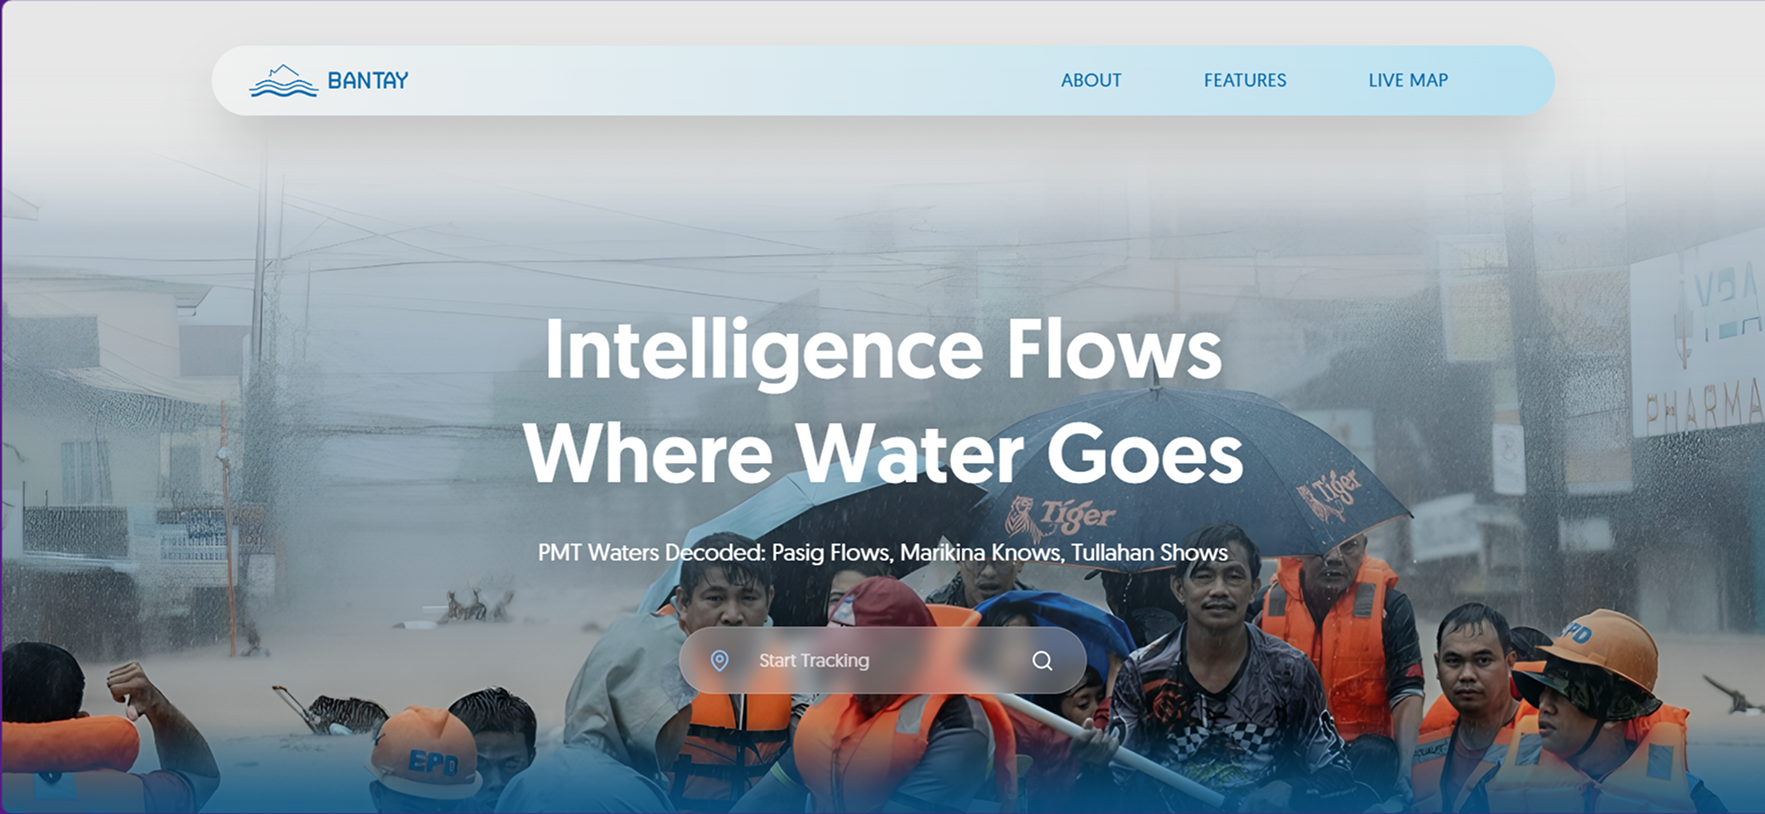 BANTAY
ABOUT
FEATURES
LIVE MAP
Intelligence Flows
Where Water Goes
Tiger
Tiger
PMT Waters Decoded: Pasig Flows, Marikina Knows, Tullahan Shows
Start Tracking
EPD
EPD
PHARMA